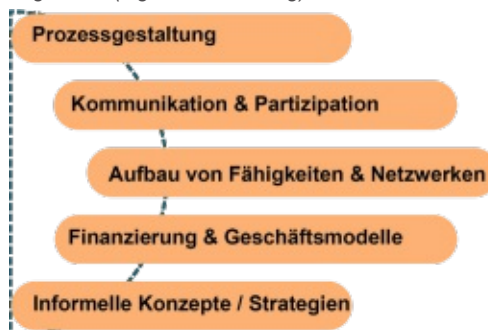 Prozessgestaltung
Kommunikation & Partizipation
Aufbau von Fähigkeiten & Netzwerken
Finanzierung & Geschäftsmodelle
Informelle Konzepte / Strategien